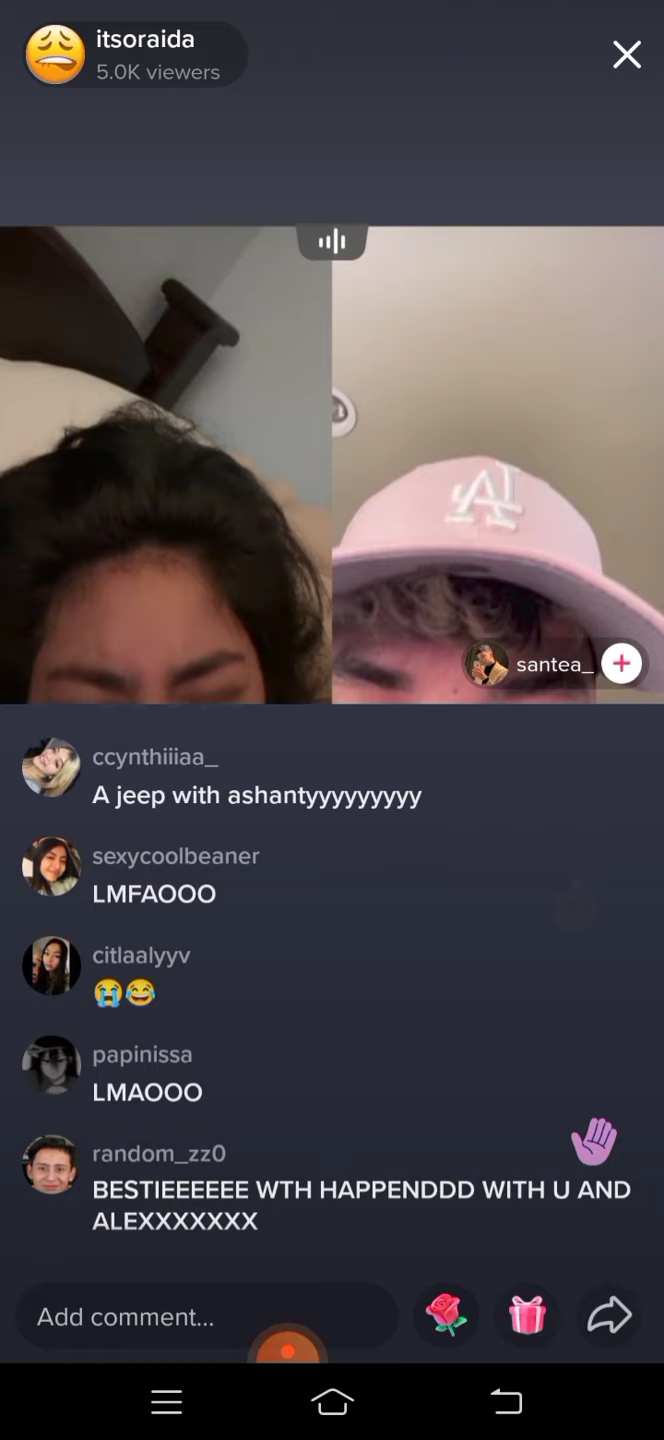 itsoraida
5.0K viewers
LA
santea_
ccynthiiiaa_
A jeep with ashantyyyyyyyyy
sexycoolbeaner
LMFAOOO
citlaalyyv
😭😂
papinissa
LMAOOO
random_zz0
BESTIEEEEEE WTH HAPPENDDD WITH U AND
ALEXXXXXXX
Add comment...